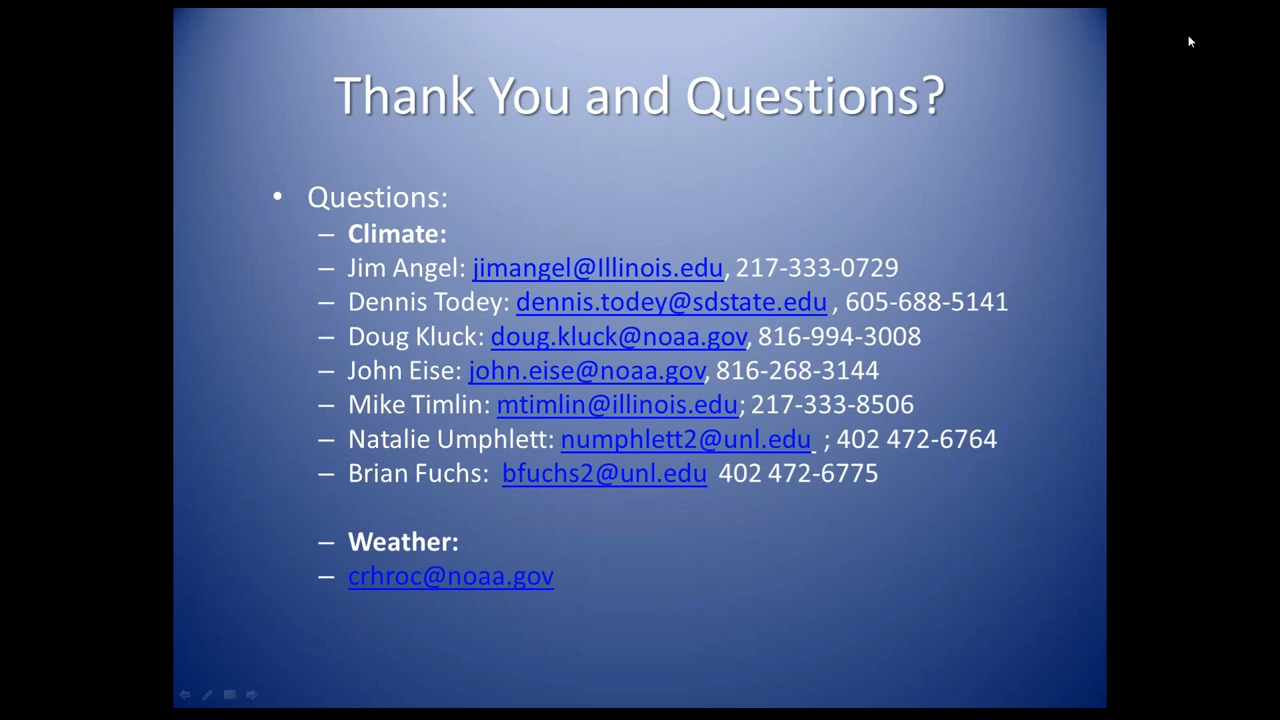 Thank You and Questions?
• Questions:
– Climate:
– Jim Angel: jimangel@Illinois.edu, 217-333-0729
– Dennis Todey: dennis.todey@sdstate.edu , 605-688-5141
– Doug Kluck: doug.kluck@noaa.gov, 816-994-3008
– John Eise: john.eise@noaa.gov, 816-268-3144
– Mike Timlin: mtimlin@illinois.edu; 217-333-8506
– Natalie Umphlett: numphlett2@unl.edu  ; 402 472-6764
– Brian Fuchs:  bfuchs2@unl.edu  402 472-6775
– Weather:
– crhroc@noaa.gov